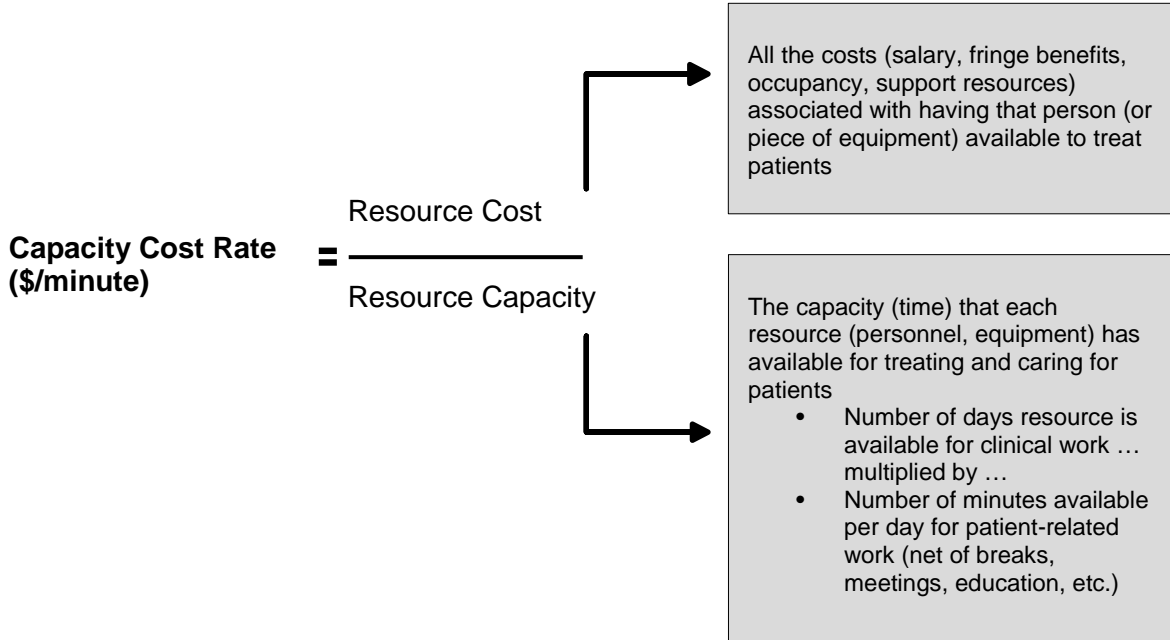 Capacity Cost Rate
($/minute)
=
Resource Cost
Resource Capacity
All the costs (salary, fringe benefits,
occupancy, support resources)
associated with having that person (or
piece of equipment) available to treat
patients
The capacity (time) that each
resource (personnel, equipment) has
available for treating and caring for
patients
• Number of days resource is
available for clinical work …
multiplied by …
• Number of minutes available
per day for patient-related
work (net of breaks,
meetings, education, etc.)